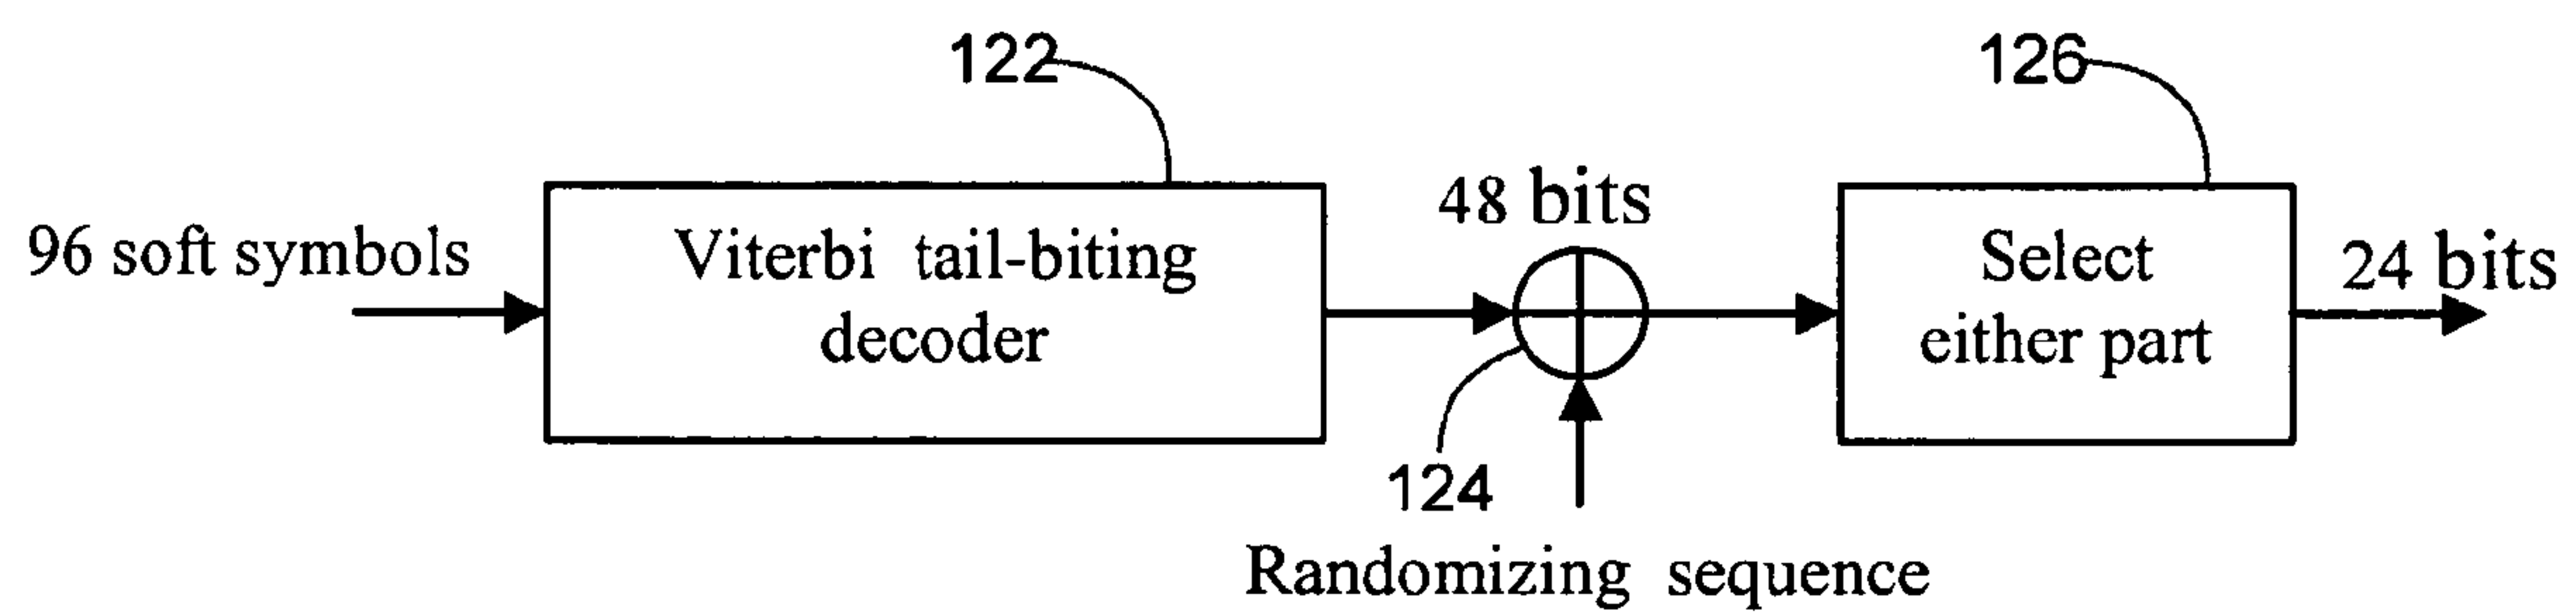 122
126
96 soft symbols
Viterbi tail-biting
decoder
48 bits
Select
either part
24 bits
124
Randomizing sequence